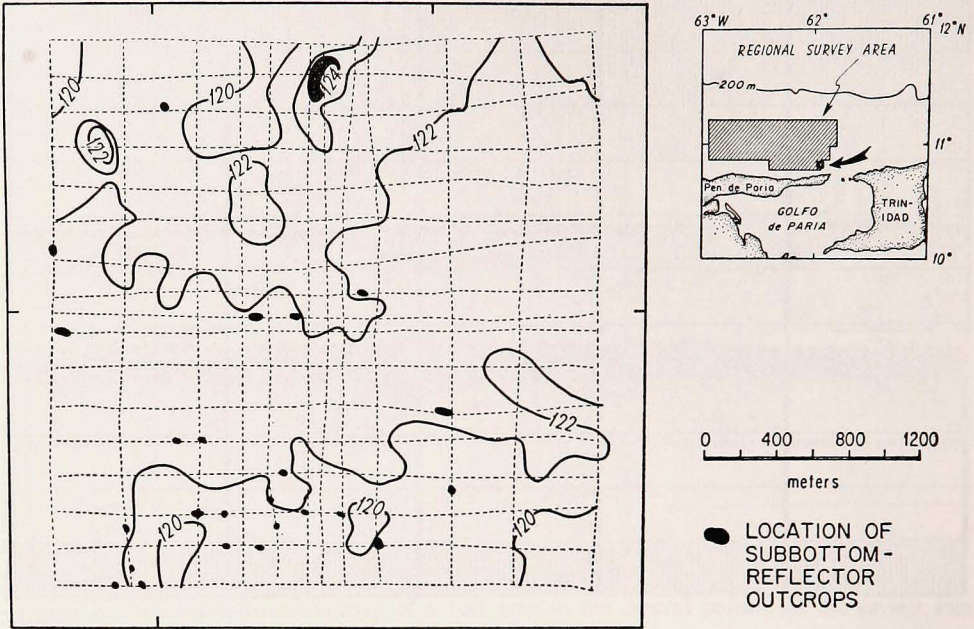 120
120
124
122
122
122
122
120
120
120
63° W
62°
61°
12° N
REGIONAL SURVEY AREA
200 m
11°
Pen. de Paria
GOLFO
de PARIA
TRIN-
IDAD
10°
0 400 800 1200
meters
LOCATION OF
SUBBOTTOM-
REFLECTOR
OUTCROPS